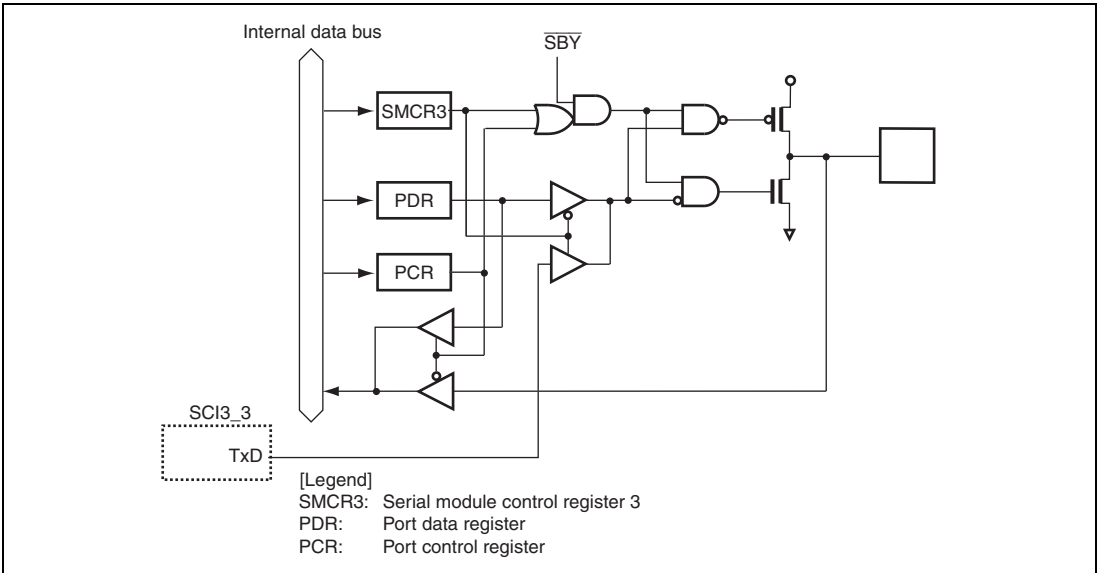 Internal data bus
SBY
SMCR3
PDR
PCR
SCI3_3
TxD
[Legend]
SMCR3: Serial module control register 3
PDR: Port data register
PCR: Port control register